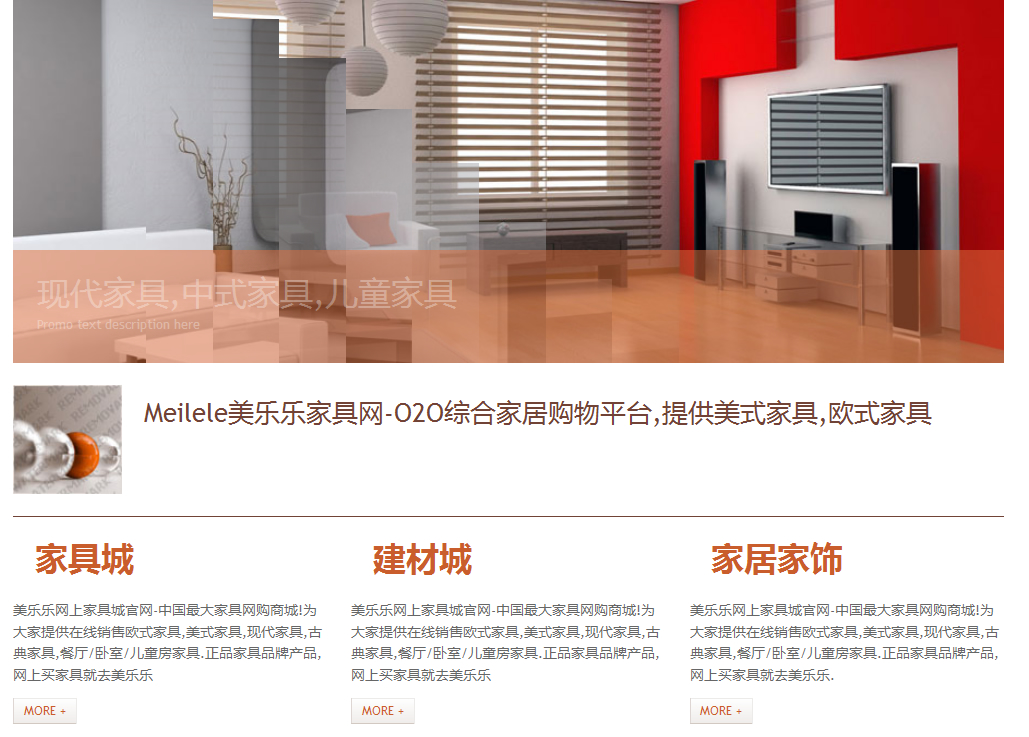 现代家具,中式家具,儿童家具
Promo text description here
Meilele美乐乐家具网-O2O综合家居购物平台,提供美式家具,欧式家具
家具城
美乐乐网上家具城官网-中国最大家具网购商城!为
大家提供在线销售欧式家具,美式家具,现代家具,古
典家具,餐厅/卧室/儿童房家具.正品家具品牌产品,
网上买家具就去美乐乐
MORE +
建材城
美乐乐网上家具城官网-中国最大家具网购商城!为
大家提供在线销售欧式家具,美式家具,现代家具,古
典家具,餐厅/卧室/儿童房家具.正品家具品牌产品,
网上买家具就去美乐乐
MORE +
家居家饰
美乐乐网上家具城官网-中国最大家具网购商城!为
大家提供在线销售欧式家具,美式家具,现代家具,古
典家具,餐厅/卧室/儿童房家具.正品家具品牌产品,
网上买家具就去美乐乐.
MORE +